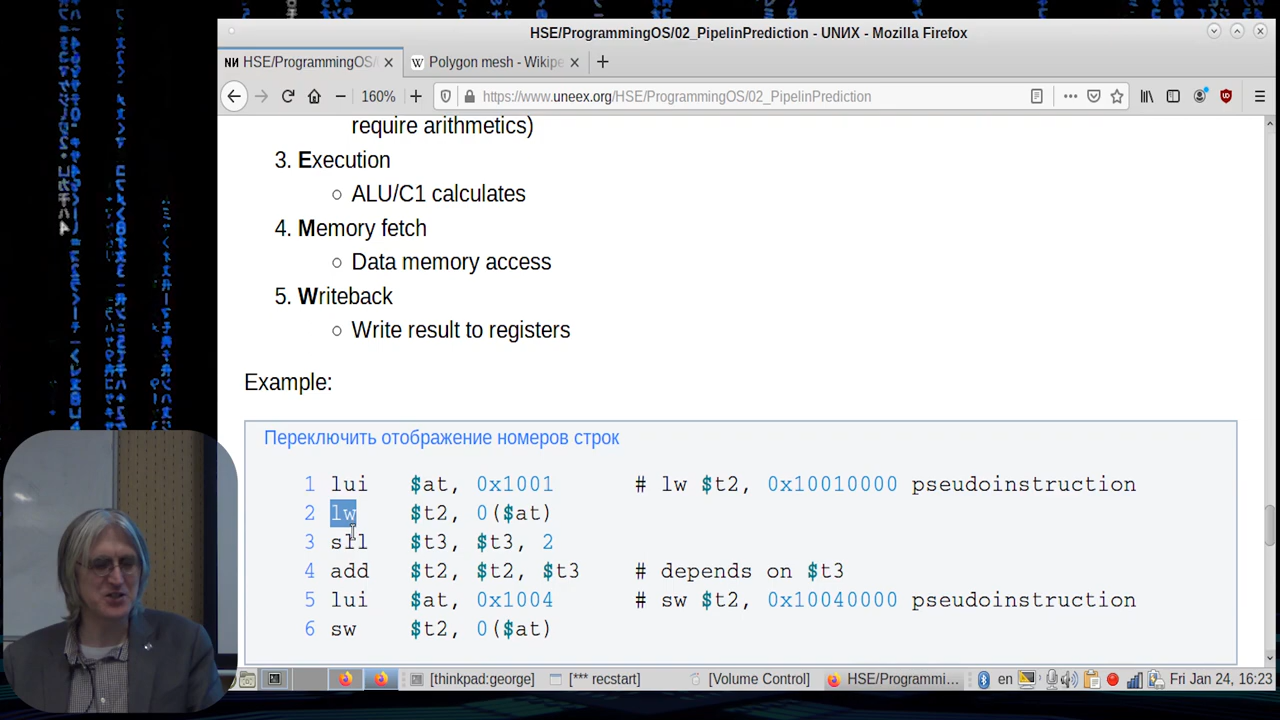 HSE/ProgrammingOS/02_PipelinPrediction - UNИX - Mozilla Firefox
NИ HSE/ProgrammingOS/
W Polygon mesh - Wikipe
160%
https://www.uneex.org/HSE/ProgrammingOS/02_PipelinPrediction
require arithmetics)
3. Execution
ALU/C1 calculates
4. Memory fetch
Data memory access
5. Writeback
Write result to registers
Example:
Переключить отображение номеров строк
1 lui $at, 0x1001 # lw $t2, 0x10010000 pseudoinstruction
2 lw $t2, 0($at)
3 sll $t3, $t3, 2
4 add $t2, $t2, $t3 # depends on $t3
5 lui $at, 0x1004 # sw $t2, 0x10040000 pseudoinstruction
6 sw $t2, 0($at)
[thinkpad:george] [*** recstart] [Volume Control] HSE/Programmi... en Fri Jan 24, 16:23